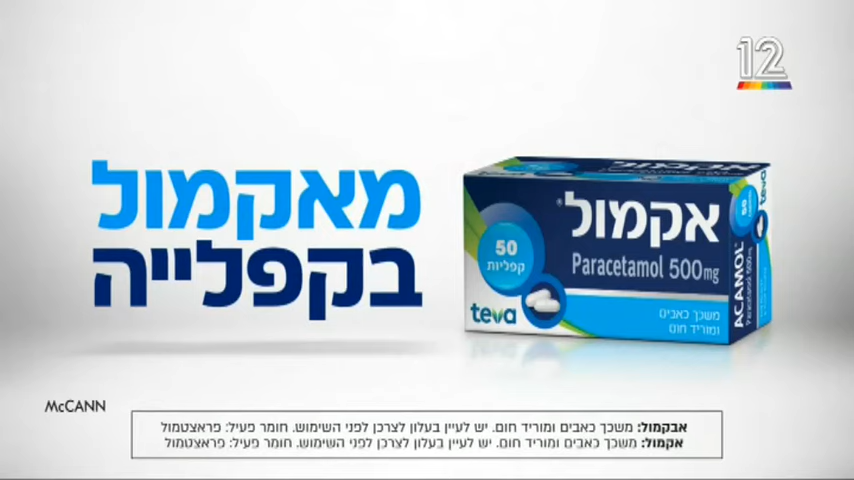 12
מאקמול
בקפלייה
אקמול®
Paracetamol 500mg
50
קפליות
משכך כאבים
ומוריד חום
teva
ACAMOL®
Paracetamol 500mg
50
teva
McCANN
אבקמול: משכך כאבים ומוריד חום. יש לעיין בעלון לצרכן לפני השימוש. חומר פעיל: פראצטמול
אקמול: משכך כאבים ומוריד חום. יש לעיין בעלון לצרכן לפני השימוש. חומר פעיל: פראצטמול